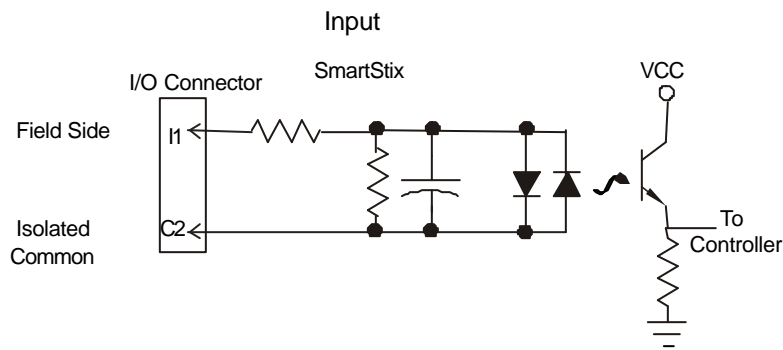 Input
SmartStix
I/O Connector
VCC
Field Side
I1
Isolated
Common
C2
To
Controller